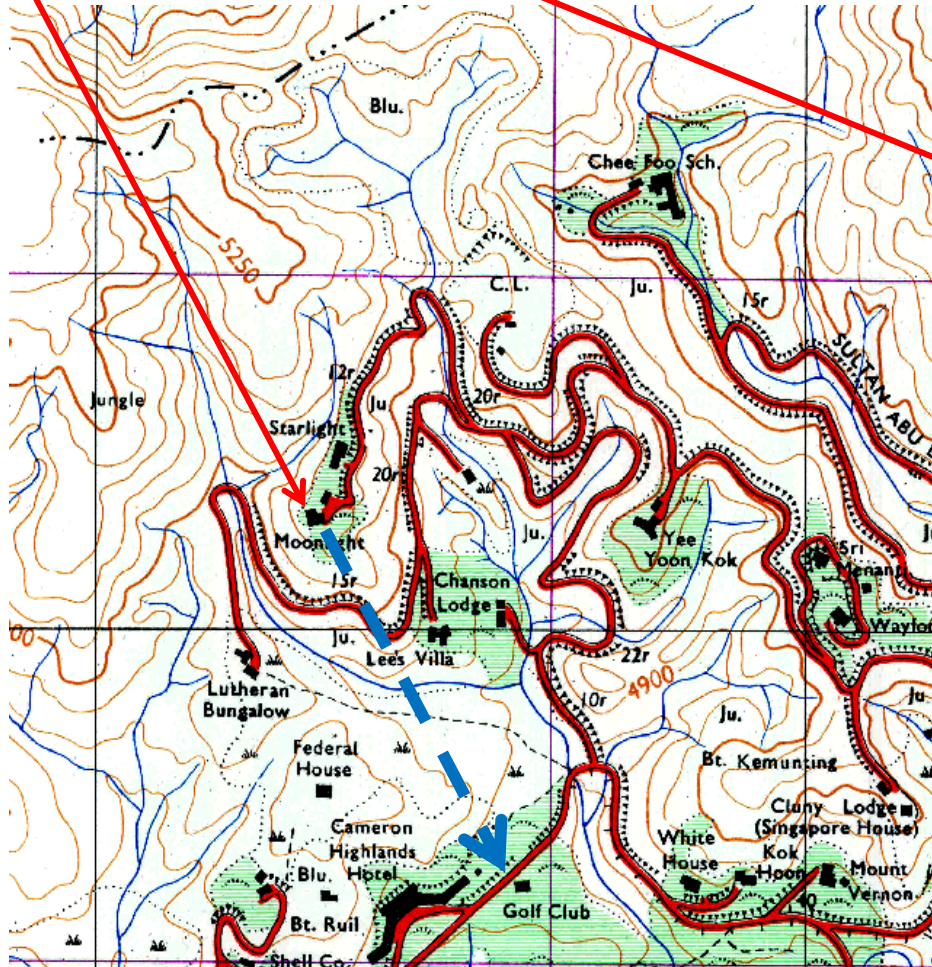 Blu.
Chee Foo Sch.
5250
C.L.
Ju.
15r
SULTAN ABU
12r
Jungle
Ju.
20r
Starlight
20r
Moonlight
Ju.
Yee
Yoon Kok
Sri
Menanti
15r
Chanson
Lodge
Ju.
Lees Villa
Waylo
22r
4900
10r
Lutheran
Bungalow
Ju.
Ju
Federal
House
Bt. Kemunting
Cluny Lodge
(Singapore House)
Cameron
Highlands
Hotel
White
House
Kok
Hoon
Mount
Vernon
Blu.
Bt. Ruil
Golf Club
Shell Co.